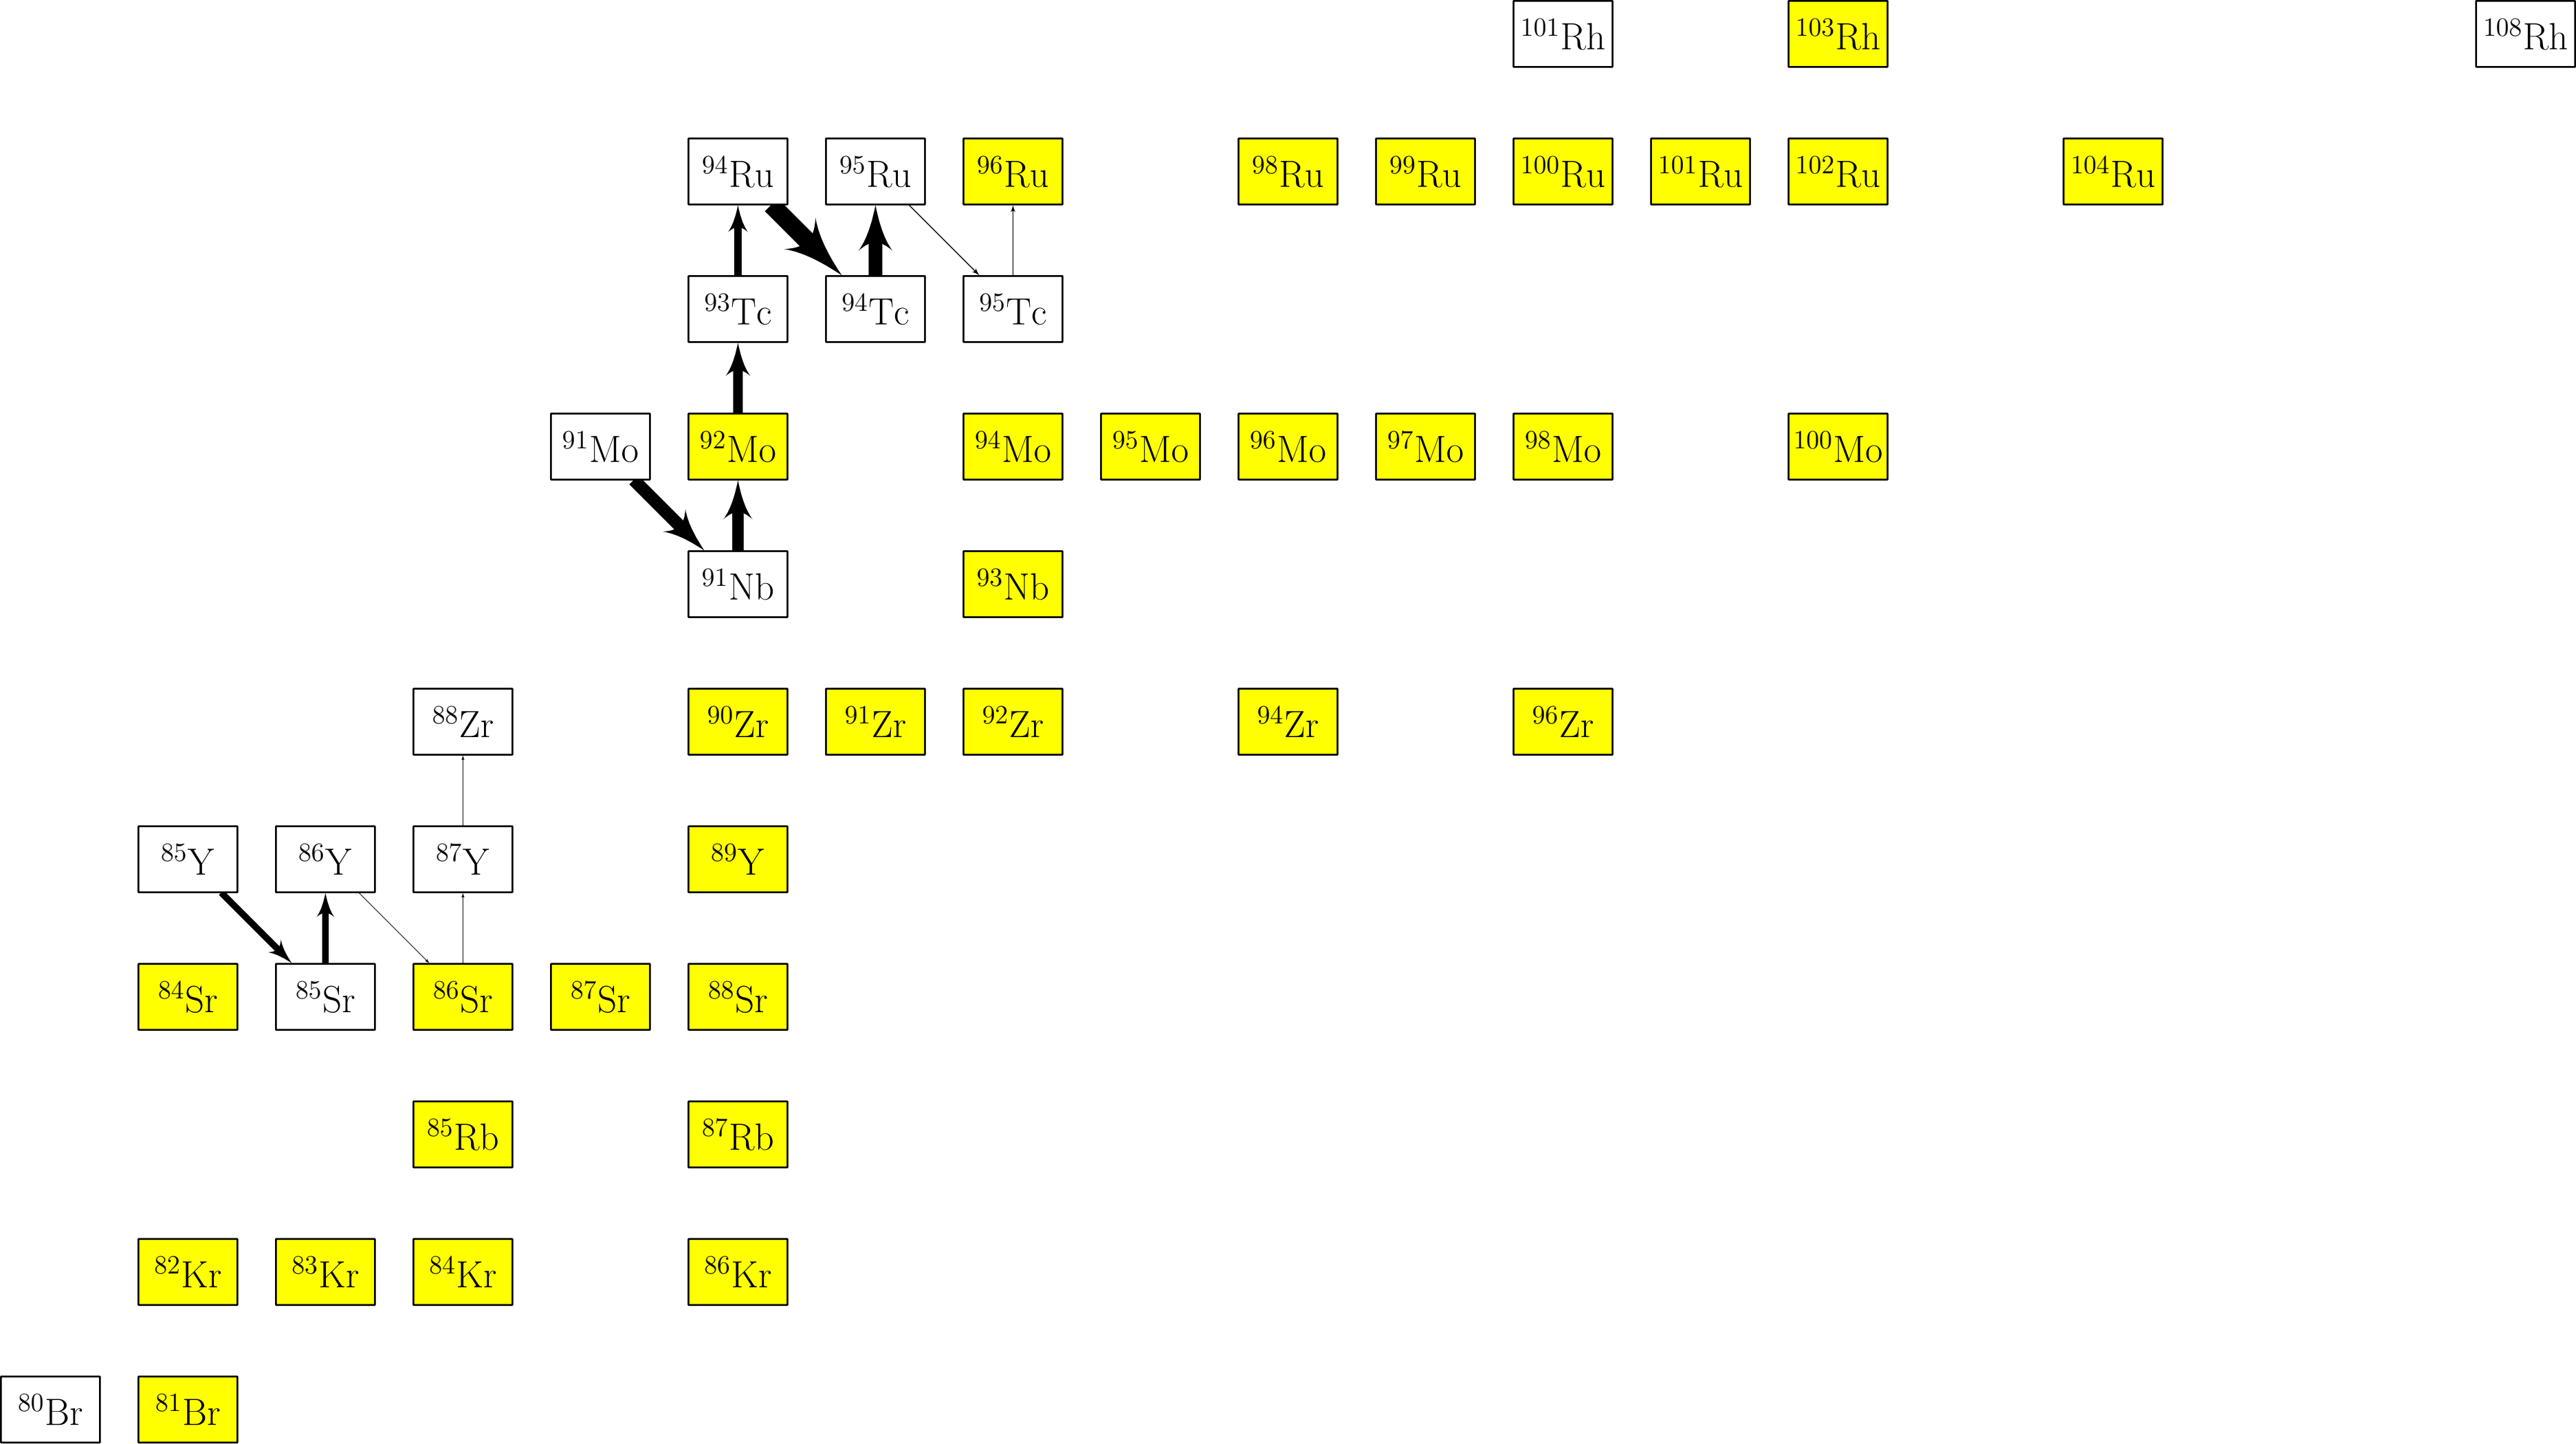 ¹⁰¹Rh ¹⁰³Rh ¹⁰⁸Rh
⁹⁴Ru ⁹⁵Ru ⁹⁶Ru ⁹⁸Ru ⁹⁹Ru ¹⁰⁰Ru ¹⁰¹Ru ¹⁰²Ru ¹⁰⁴Ru
⁹³Tc ⁹⁴Tc ⁹⁵Tc
⁹¹Mo ⁹²Mo ⁹⁴Mo ⁹⁵Mo ⁹⁶Mo ⁹⁷Mo ⁹⁸Mo ¹⁰⁰Mo
⁹¹Nb ⁹³Nb
⁸⁸Zr ⁹⁰Zr ⁹¹Zr ⁹²Zr ⁹⁴Zr ⁹⁶Zr
⁸⁵Y ⁸⁶Y ⁸⁷Y ⁸⁹Y
⁸⁴Sr ⁸⁵Sr ⁸⁶Sr ⁸⁷Sr ⁸⁸Sr
⁸⁵Rb ⁸⁷Rb
⁸²Kr ⁸³Kr ⁸⁴Kr ⁸⁶Kr
⁸⁰Br ⁸¹Br